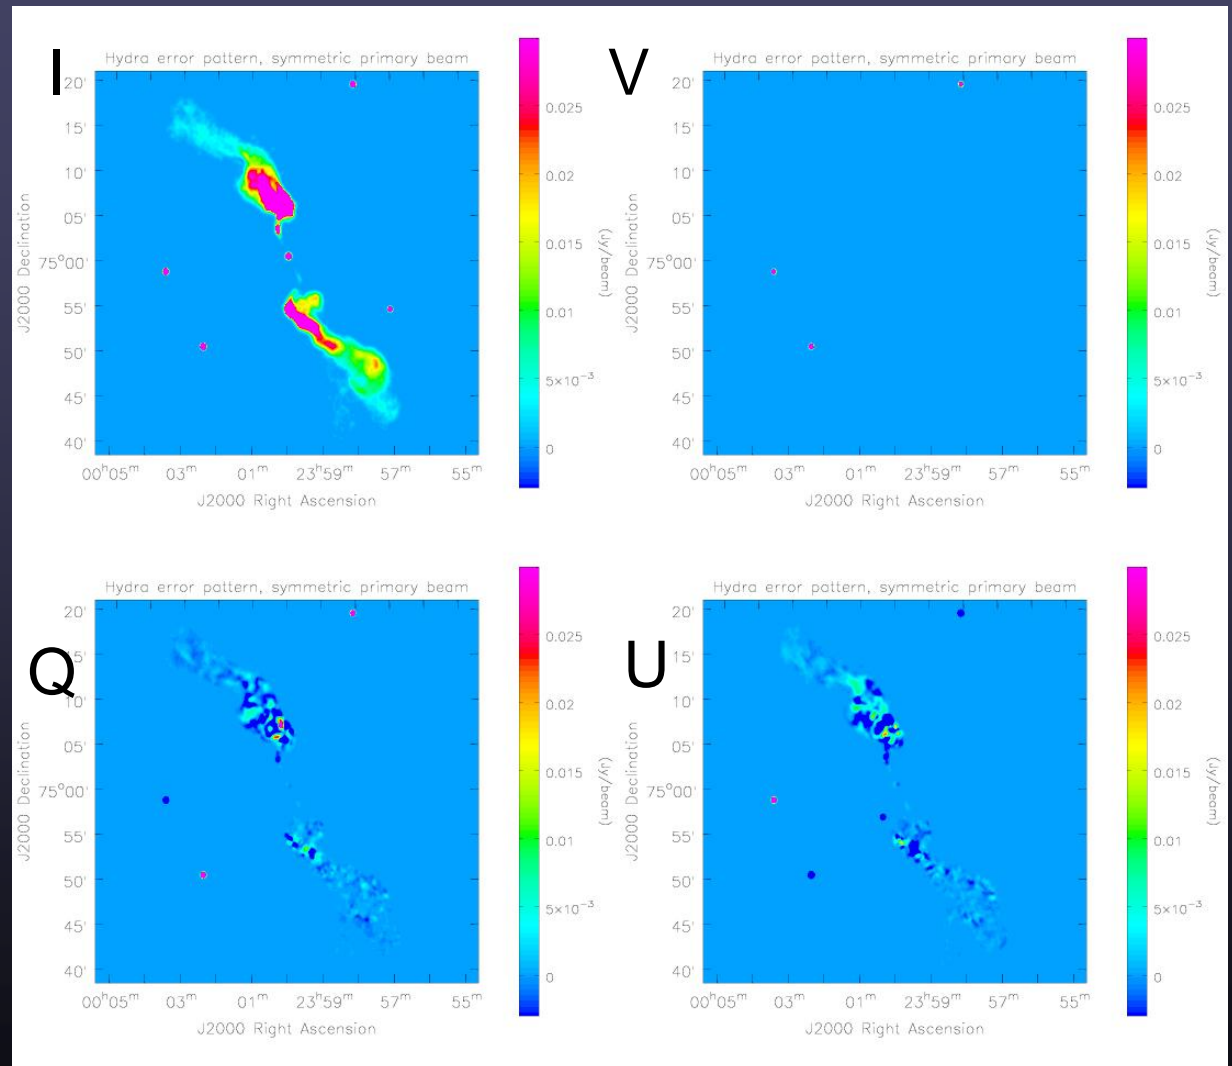 I
Hydra error pattern, symmetric primary beam
20'
15'
10'
05'
75°00'
55'
50'
45'
40'
J2000 Declination
00ʰ05ᵐ 03ᵐ 01ᵐ 23ʰ59ᵐ 57ᵐ 55ᵐ
J2000 Right Ascension
0.025
0.02
0.015
0.01
5×10⁻³
0
(Jy/beam)
V
Hydra error pattern, symmetric primary beam
20'
15'
10'
05'
75°00'
55'
50'
45'
40'
J2000 Declination
00ʰ05ᵐ 03ᵐ 01ᵐ 23ʰ59ᵐ 57ᵐ 55ᵐ
J2000 Right Ascension
0.025
0.02
0.015
0.01
5×10⁻³
0
(Jy/beam)
Q
Hydra error pattern, symmetric primary beam
20'
15'
10'
05'
75°00'
55'
50'
45'
40'
J2000 Declination
00ʰ05ᵐ 03ᵐ 01ᵐ 23ʰ59ᵐ 57ᵐ 55ᵐ
J2000 Right Ascension
0.025
0.02
0.015
0.01
5×10⁻³
0
(Jy/beam)
U
Hydra error pattern, symmetric primary beam
20'
15'
10'
05'
75°00'
55'
50'
45'
40'
J2000 Declination
00ʰ05ᵐ 03ᵐ 01ᵐ 23ʰ59ᵐ 57ᵐ 55ᵐ
J2000 Right Ascension
0.025
0.02
0.015
0.01
5×10⁻³
0
(Jy/beam)